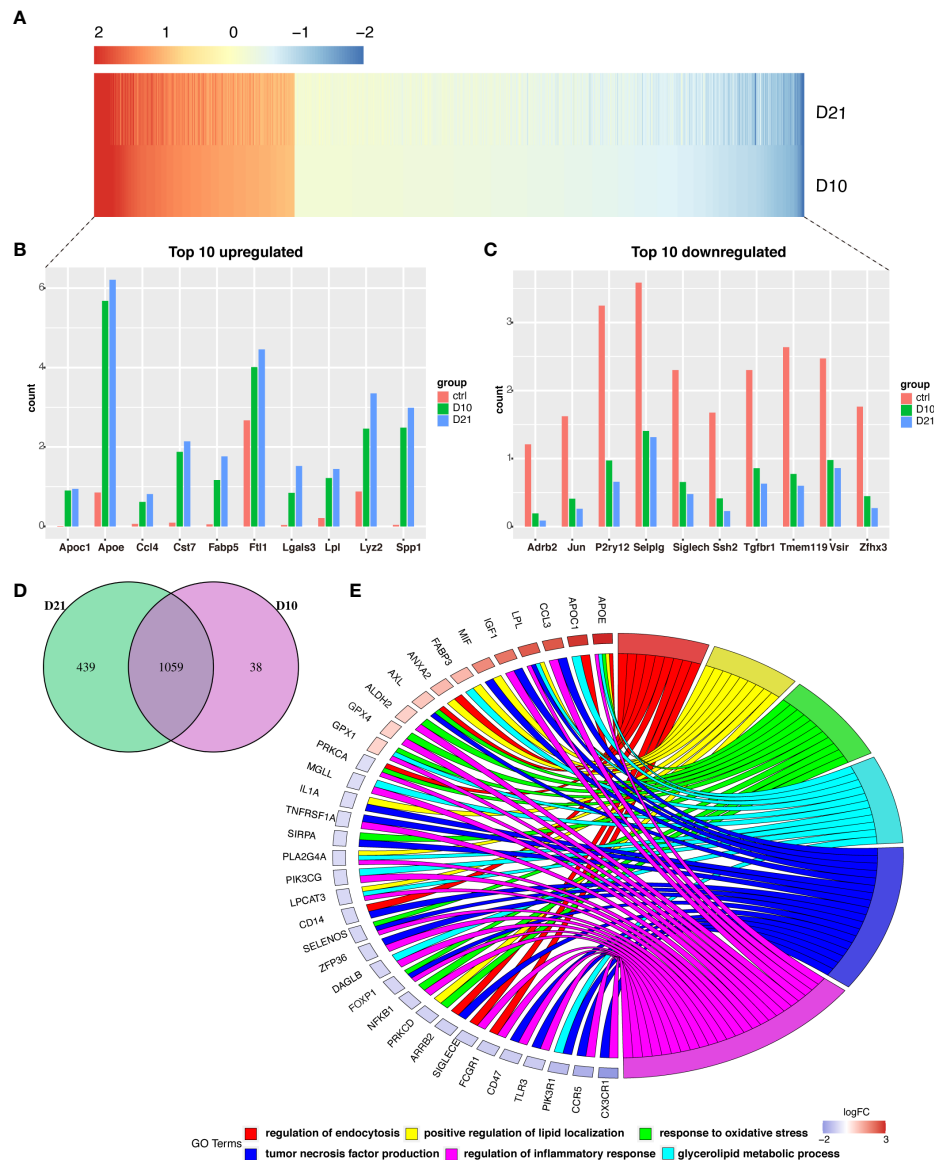 A
2 1 0 −1 −2
D21
D10
B
Top 10 upregulated
6
4
2
0
count
Apoc1 Apoe Ccl4 Cst7 Fabp5 Ftl1 Lgals3 Lpl Lyz2 Spp1
group
ctrl
D10
D21
C
Top 10 downregulated
3
2
1
0
count
Adrb2 Jun P2ry12 Selplg Siglech Ssh2 Tgfbr1 Tmem119 Vsir Zfhx3
group
ctrl
D10
D21
D
D21
D10
439 1059 38
E
APOE
APOC1
CCL3
LPL
IGF1
MIF
FABP3
ANXA2
AXL
ALDH2
GPX4
GPX1
PRKCA
MGLL
IL1A
TNFRSF1A
SIRPA
PLA2G4A
PIK3CG
LPCAT3
CD14
SELENOS
ZFP36
DAGLB
FOXP1
NFKB1
PRKCD
ARRB2
SIGLECE
FCGR1
CD47
TLR3
PIK3R1
CCR5
CX3CR1
GO Terms
regulation of endocytosis positive regulation of lipid localization response to oxidative stress
tumor necrosis factor production regulation of inflammatory response glycerolipid metabolic process
logFC
−2 3